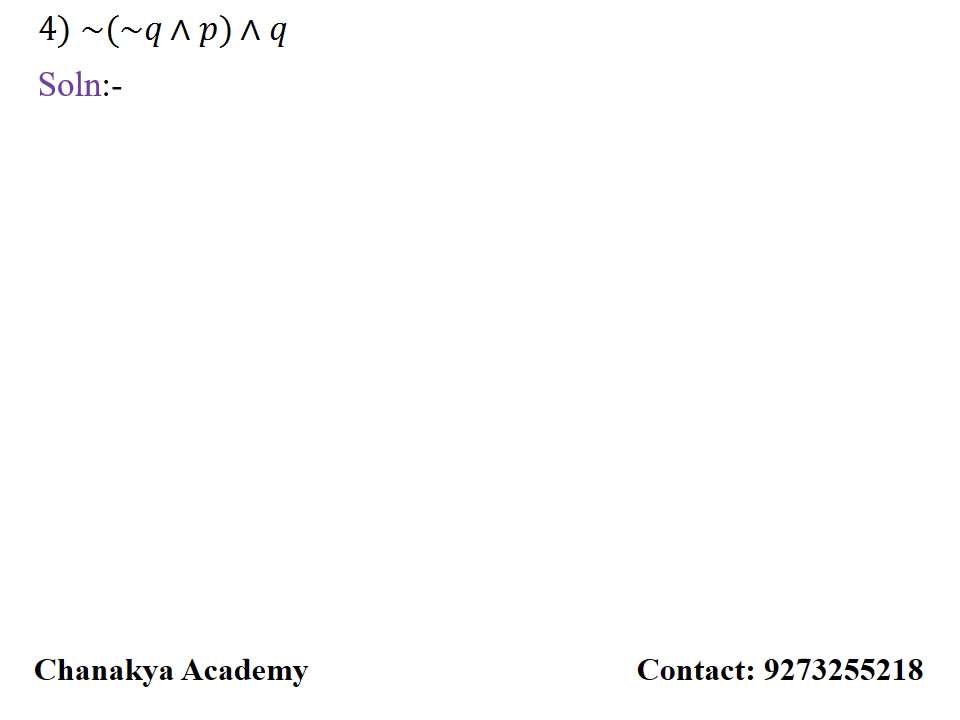 4) ~(~q ∧ p) ∧ q
Soln:-
Chanakya Academy
Contact: 9273255218